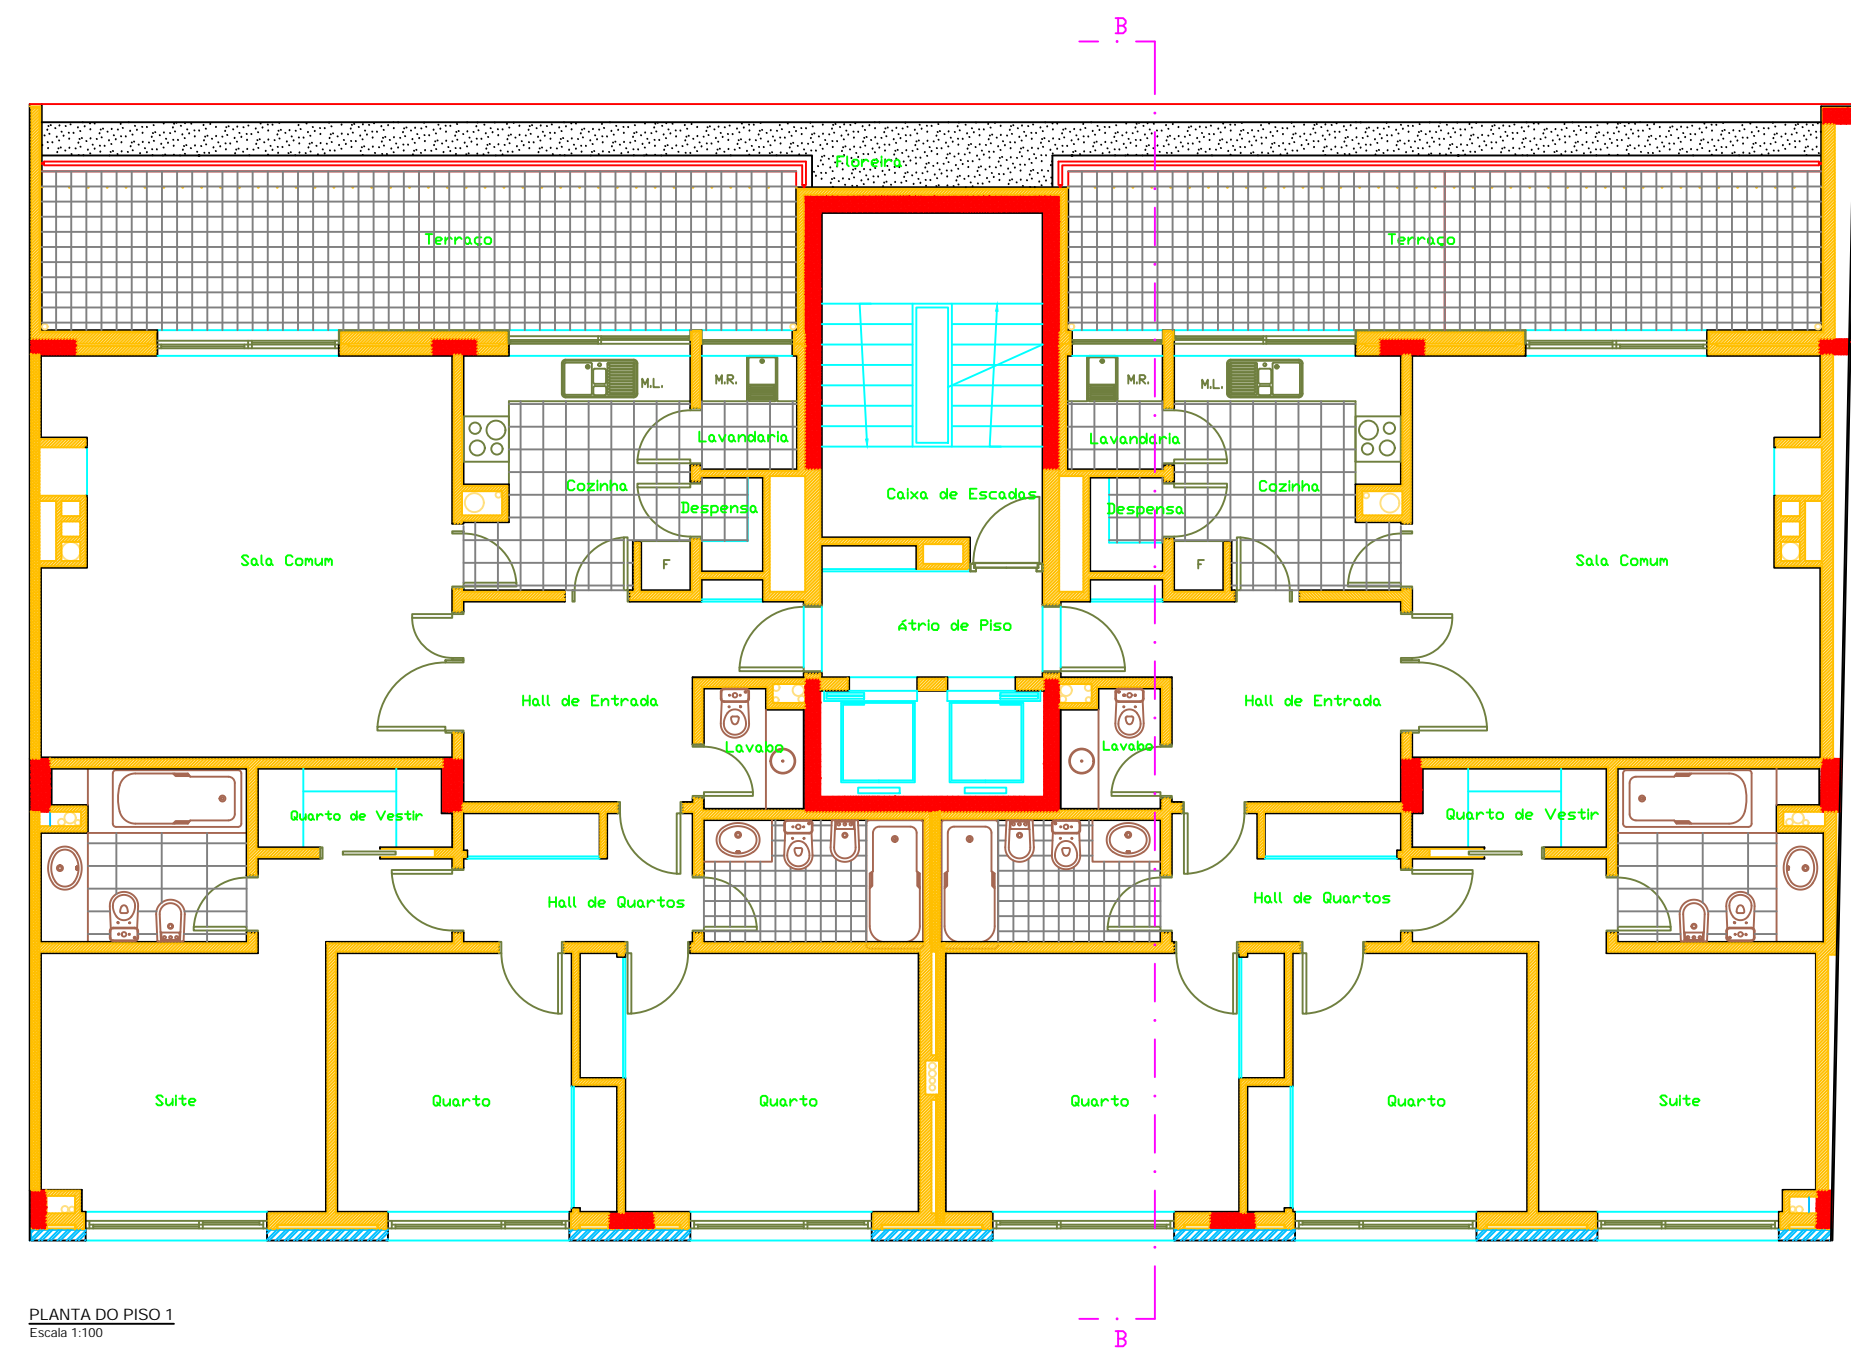 B
Floreira
Terraço
Terraço
M.L.
M.R.
M.R.
M.L.
Lavandaria
Lavandaria
Cozinha
Caixa de Escadas
Cozinha
Despensa
Despensa
Sala Comum
F
F
Sala Comum
Átrio de Piso
Hall de Entrada
Hall de Entrada
Lavabo
Lavabo
Quarto de Vestir
Quarto de Vestir
Hall de Quartos
Hall de Quartos
Suite
Quarto
Quarto
Quarto
Quarto
Suite
PLANTA DO PISO 1
Escala 1:100
B